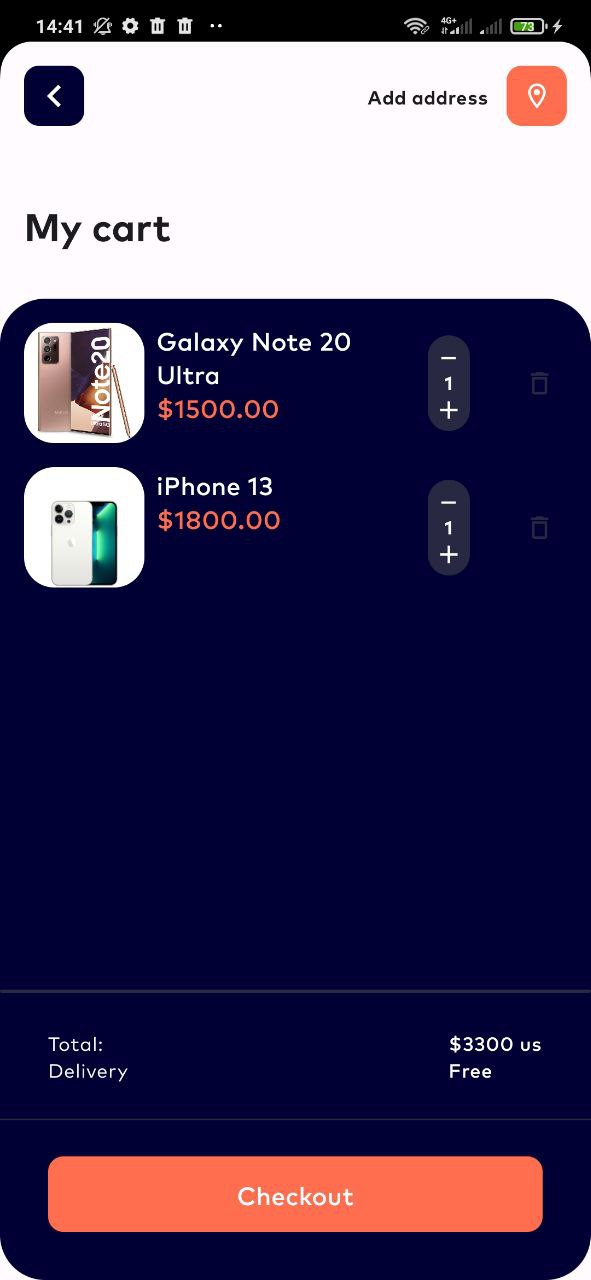 14:41
4G+
73
Add address
My cart
Note20
Galaxy Note 20
Ultra
$1500.00
1
iPhone 13
$1800.00
1
Total:
$3300 us
Delivery
Free
Checkout